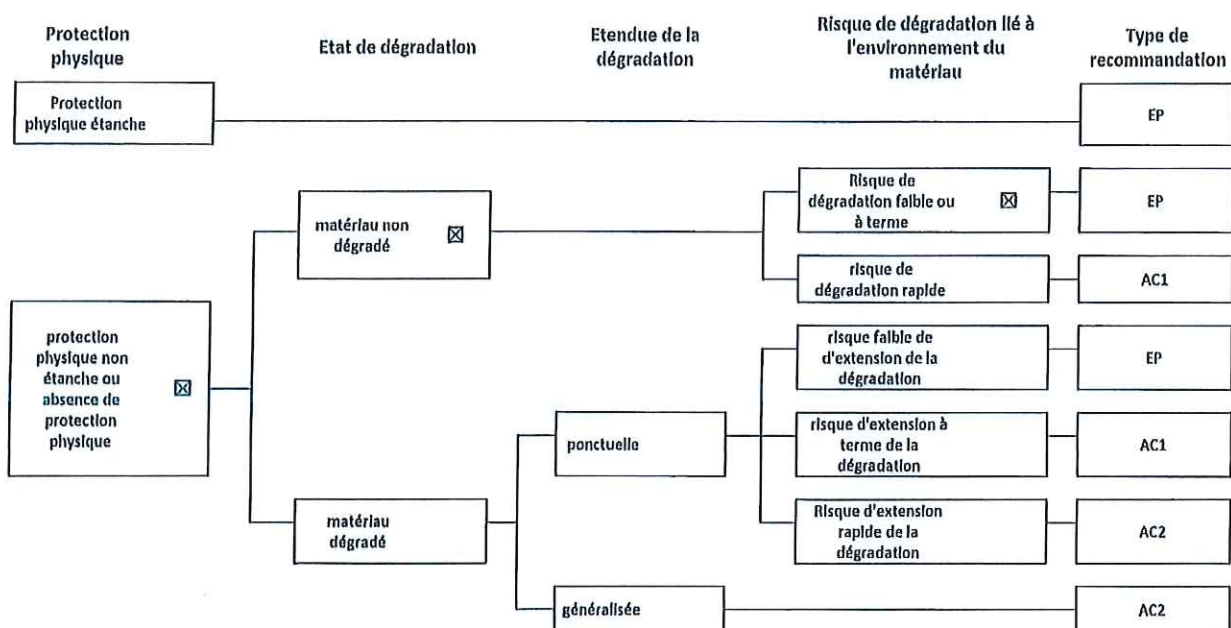 Protection
physique
Etat de dégradation
Etendue de la
dégradation
Risque de dégradation lié à
l'environnement du
matériau
Type de
recommandation
Protection
physique étanche
EP
matériau non
dégradé
Risque de
dégradation faible ou
à terme
EP
risque de
dégradation rapide
AC1
protection
physique non
étanche ou
absence de
protection
physique
risque faible de
d'extension de la
dégradation
EP
ponctuelle
risque d'extension à
terme de la
dégradation
AC1
matériau
dégradé
Risque d'extension
rapide de la
dégradation
AC2
généralisée
AC2